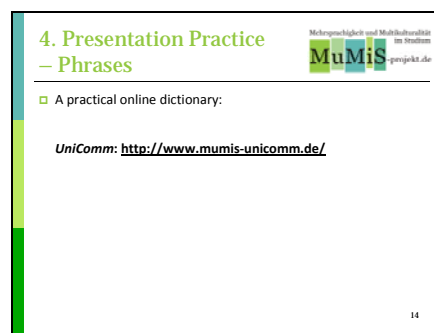 4. Presentation Practice
– Phrases
Mehrsprachigkeit und Multikulturalität
im Studium
MuMiS-projekt.de
A practical online dictionary:
UniComm: http://www.mumis-unicomm.de/
14